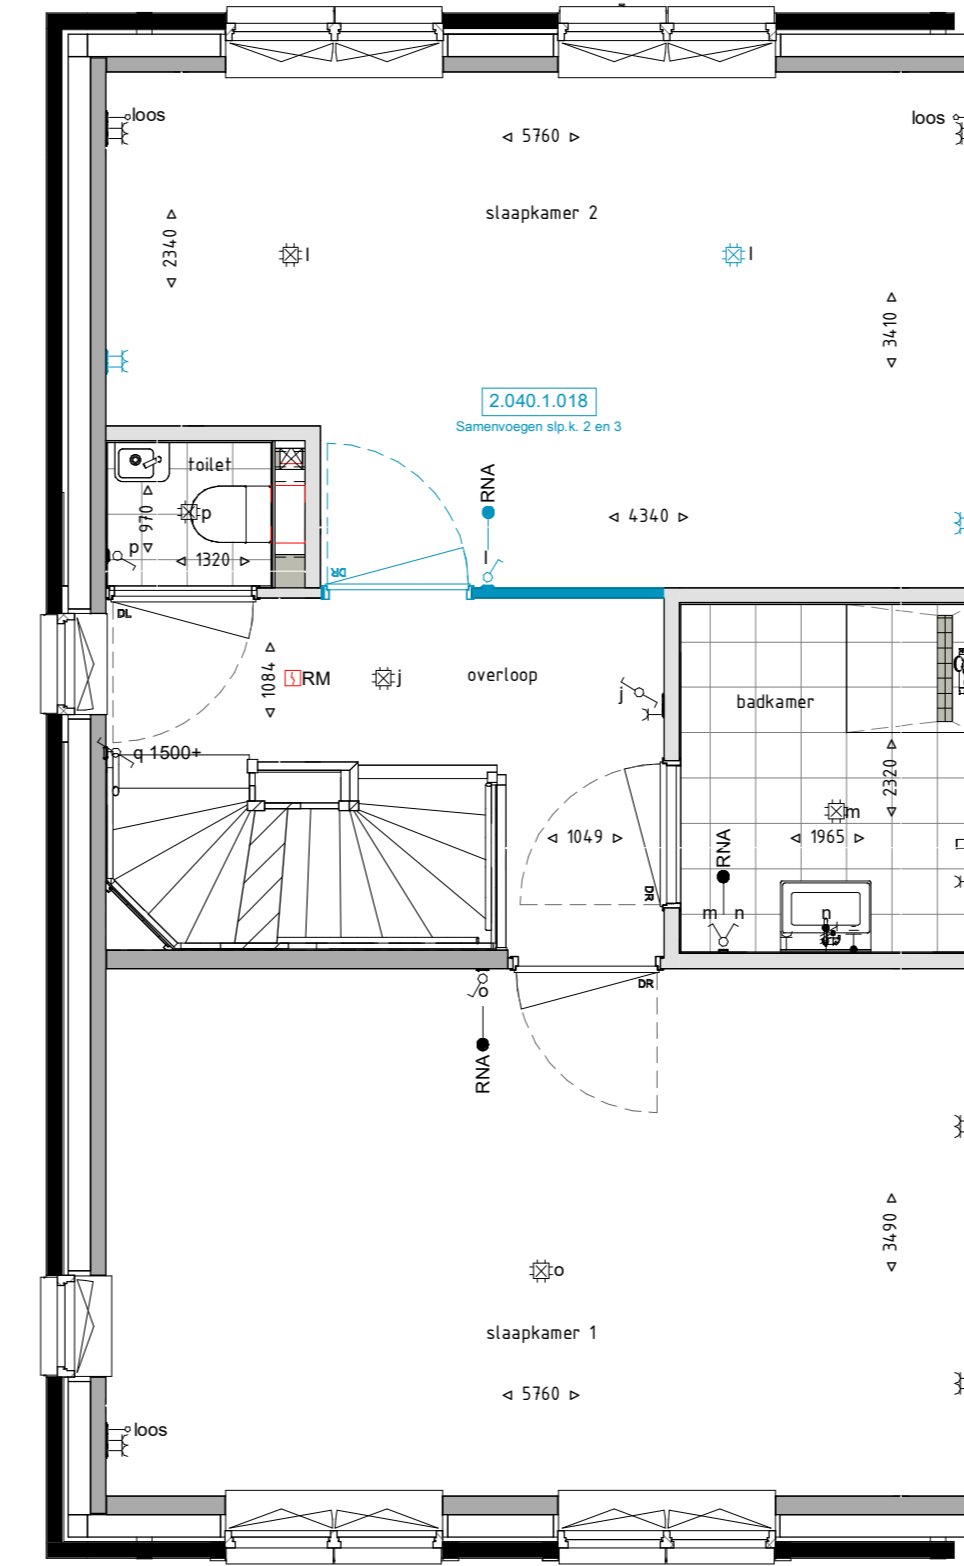 loos
loos
5760
slaapkamer 2
2340
l
l
3410
2.040.1.018
Samenvoegen slp.k. 2 en 3
toilet
RNA
970
p
4340
p
1320
l
DR
DL
1084
RM
j
overloop
j
badkamer
q 1500+
2320
m
1049
1965
RNA
DR
m n
n
DR
o
RNA
3490
o
slaapkamer 1
5760
loos